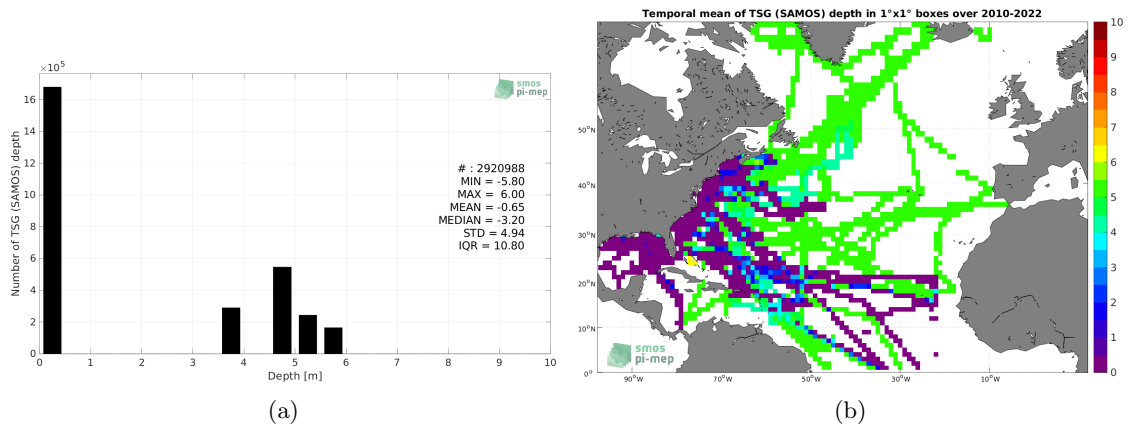 ×10⁵
16
14
12
10
8
6
4
2
0
Number of TSG (SAMOS) depth
smos
pi-mep
# : 2920988
MIN = -5.80
MAX = 6.00
MEAN = -0.65
MEDIAN = -3.20
STD = 4.94
IQR = 10.80
0 1 2 3 4 5 6 7 8 9 10
Depth [m]
(a)
Temporal mean of TSG (SAMOS) depth in 1°x1° boxes over 2010-2022
50°N
40°N
30°N
20°N
10°N
0°
90°W 70°W 50°W 30°W 10°W
smos
pi-mep
10
9
8
7
6
5
4
3
2
1
0
(b)